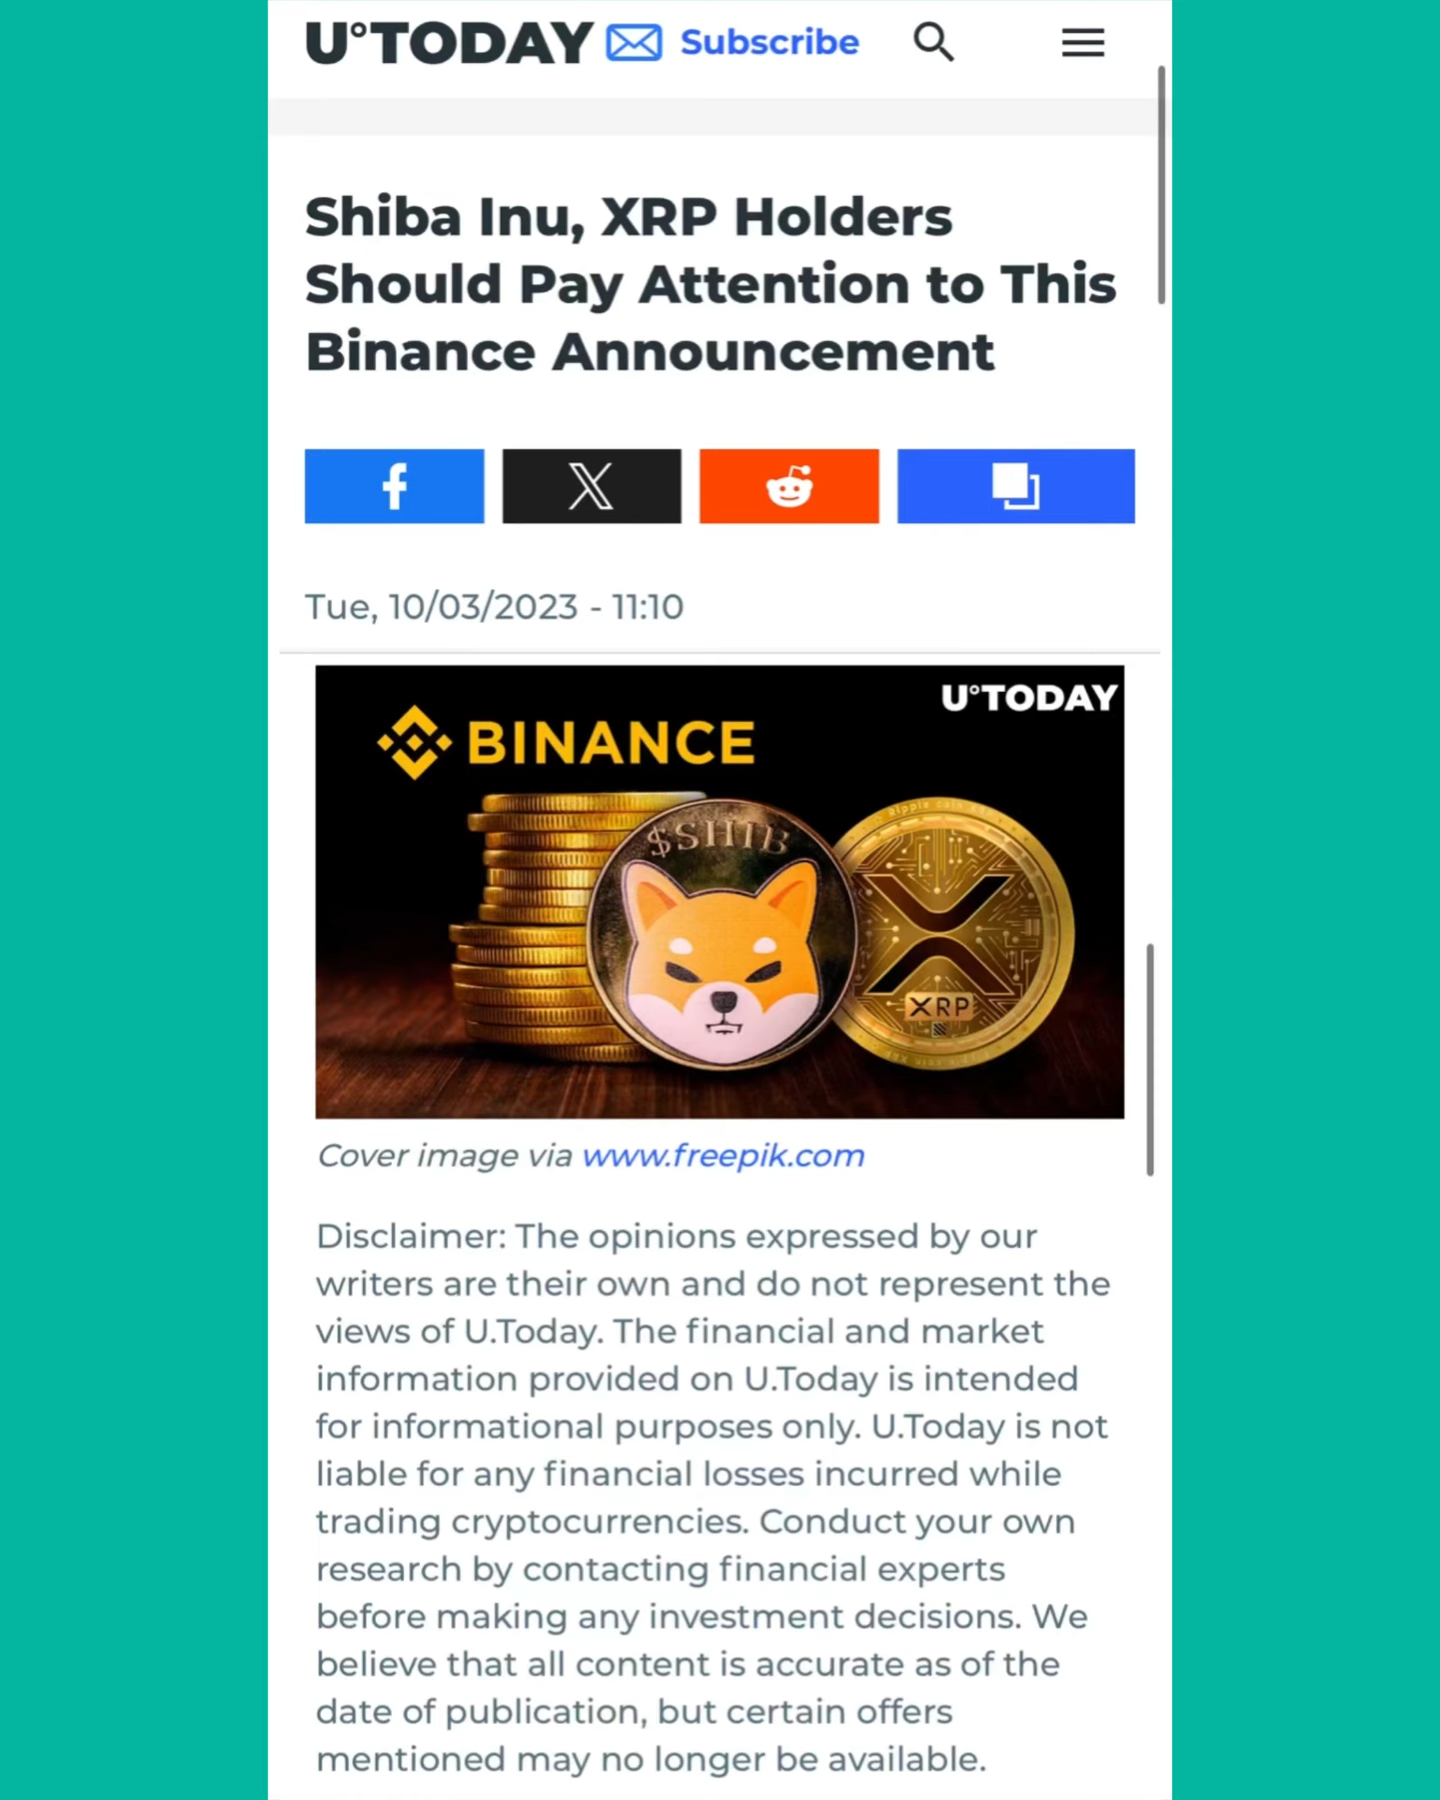 U°TODAY Subscribe
Shiba Inu, XRP Holders
Should Pay Attention to This
Binance Announcement
Tue, 10/03/2023 - 11:10
U°TODAY
BINANCE
$SHIB
Ripple coin
XRP
Cover image via www.freepik.com
Disclaimer: The opinions expressed by our
writers are their own and do not represent the
views of U.Today. The financial and market
information provided on U.Today is intended
for informational purposes only. U.Today is not
liable for any financial losses incurred while
trading cryptocurrencies. Conduct your own
research by contacting financial experts
before making any investment decisions. We
believe that all content is accurate as of the
date of publication, but certain offers
mentioned may no longer be available.